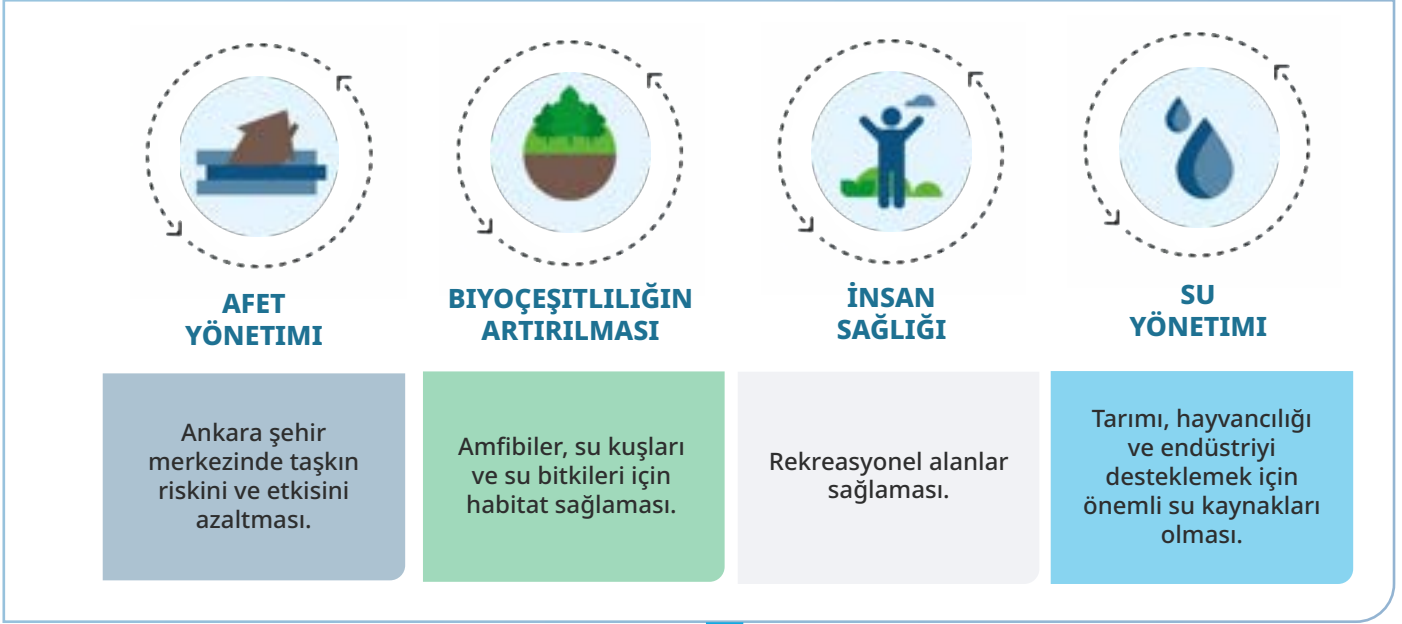 AFET
YÖNETIMI
Ankara şehir
merkezinde taşkın
riskini ve etkisini
azaltması.
BIYOÇEŞITLILIĞIN
ARTIRILMASI
Amfibiler, su kuşları
ve su bitkileri için
habitat sağlaması.
İNSAN
SAĞLIĞI
Rekreasyonel alanlar
sağlaması.
SU
YÖNETIMI
Tarımı, hayvancılığı
ve endüstriyi
desteklemek için
önemli su kaynakları
olması.